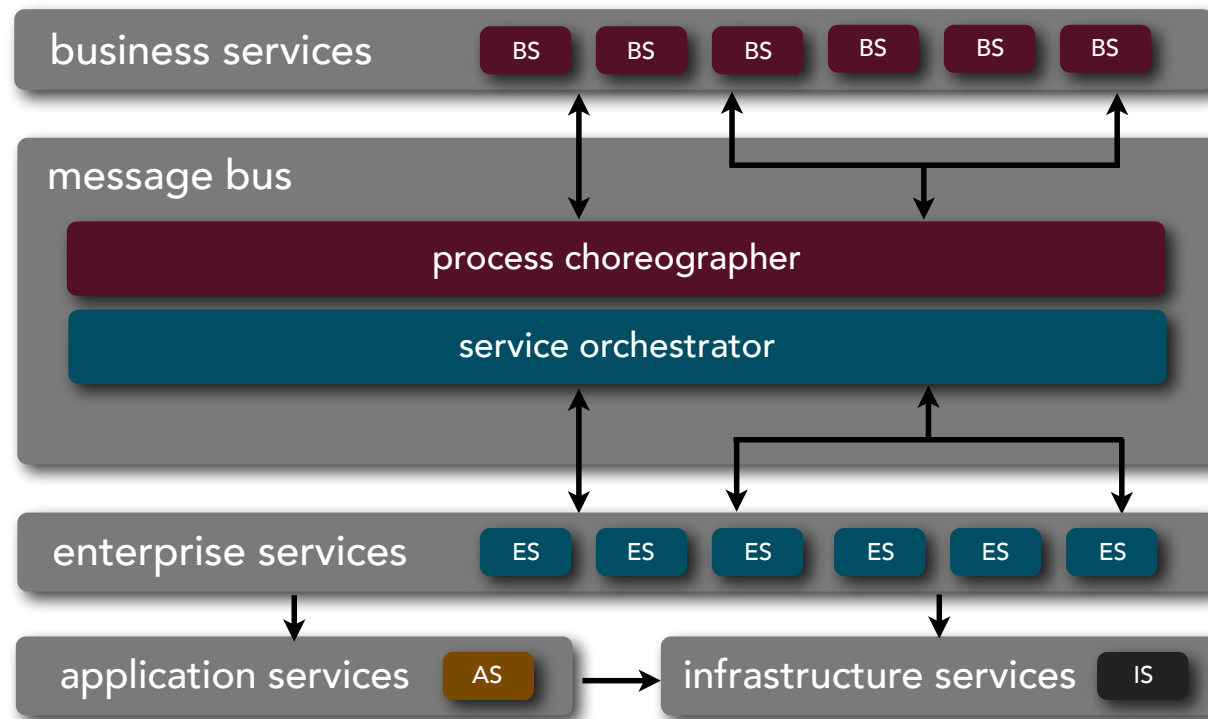 business services
BS BS BS BS BS BS
message bus
process choreographer
service orchestrator
enterprise services
ES ES ES ES ES ES
application services
AS
infrastructure services
IS